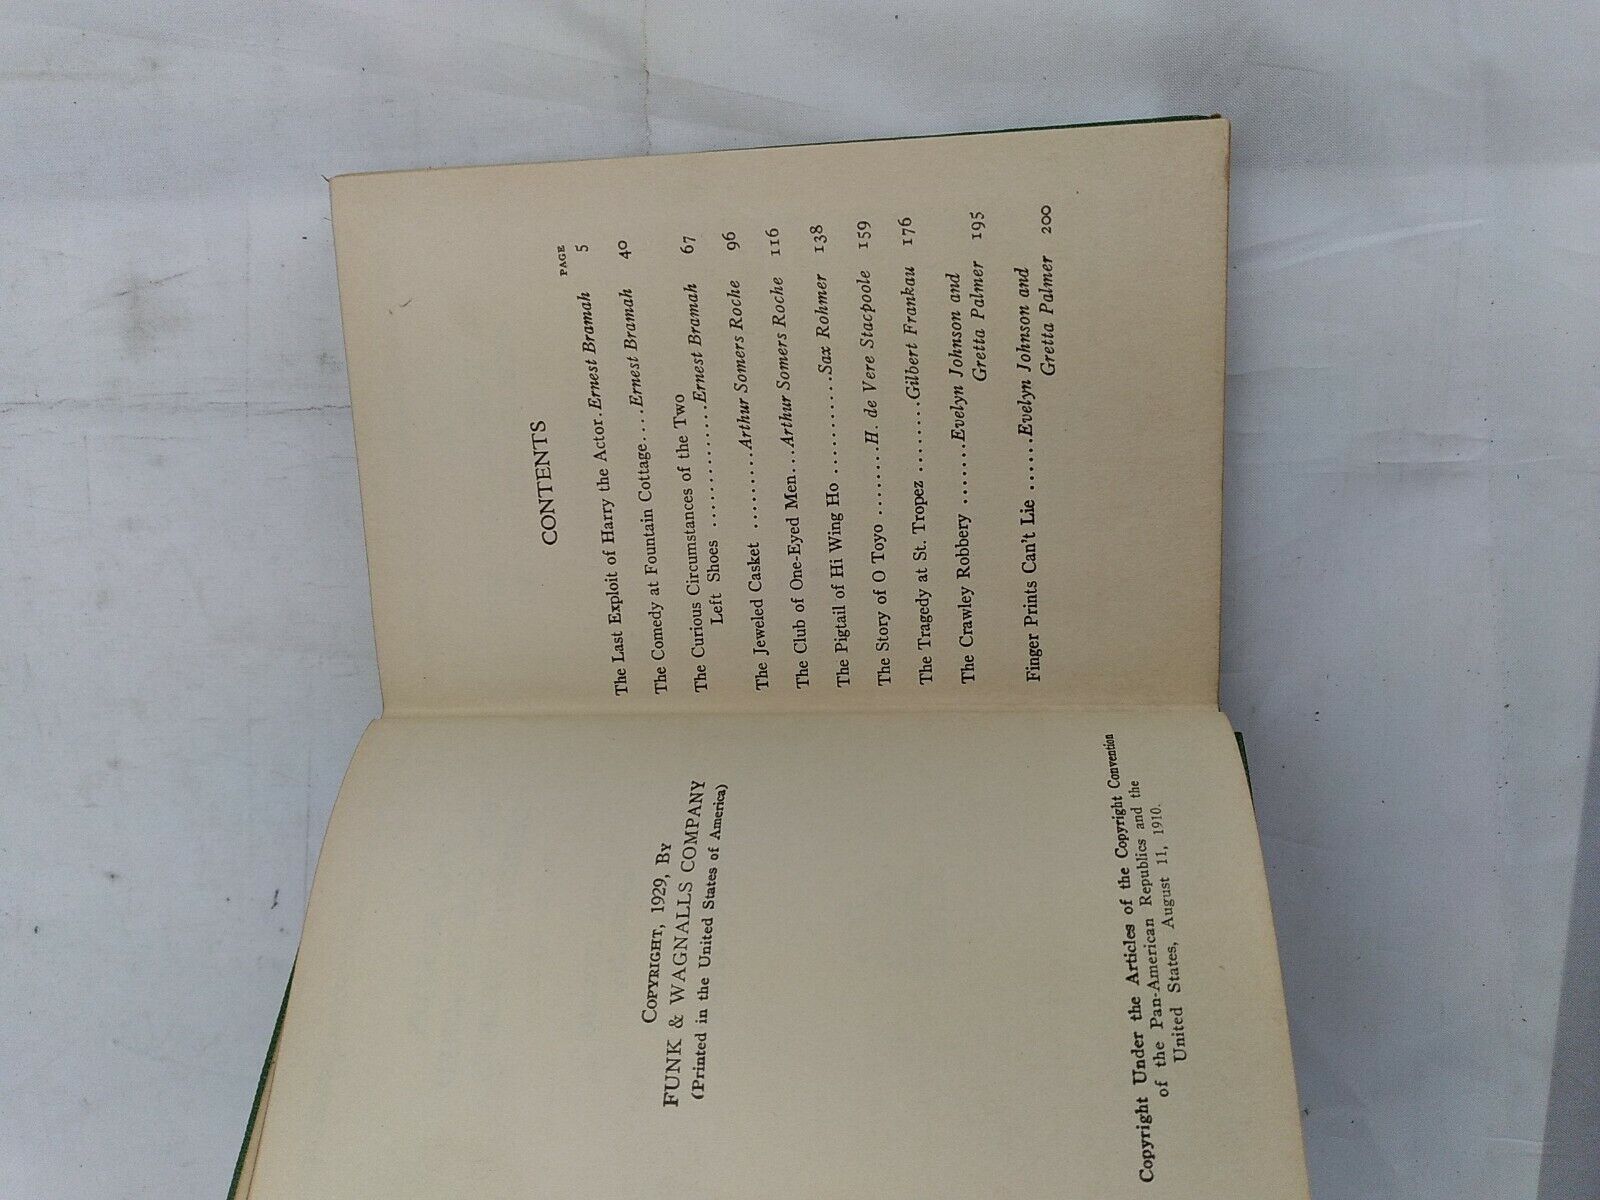 COPYRIGHT, 1929, BY
FUNK & WAGNALLS COMPANY
(Printed in the United States of America)
Copyright Under the Articles of the Copyright Convention
of the Pan-American Republics and the
United States, August 11, 1910.
CONTENTS
PAGE
The Last Exploit of Harry the Actor.Ernest Bramah 5
The Comedy at Fountain Cottage....Ernest Bramah 40
The Curious Circumstances of the Two
Left Shoes ............Ernest Bramah 67
The Jeweled Casket .........Arthur Somers Roche 96
The Club of One-Eyed Men....Arthur Somers Roche 116
The Pigtail of Hi Wing Ho ..........Sax Rohmer 138
The Story of O Toyo ........H. de Vere Stacpoole 159
The Tragedy at St. Tropez ........Gilbert Frankau 176
The Crawley Robbery .......Evelyn Johnson and
Gretta Palmer 195
Finger Prints Can't Lie ......Evelyn Johnson and
Gretta Palmer 200